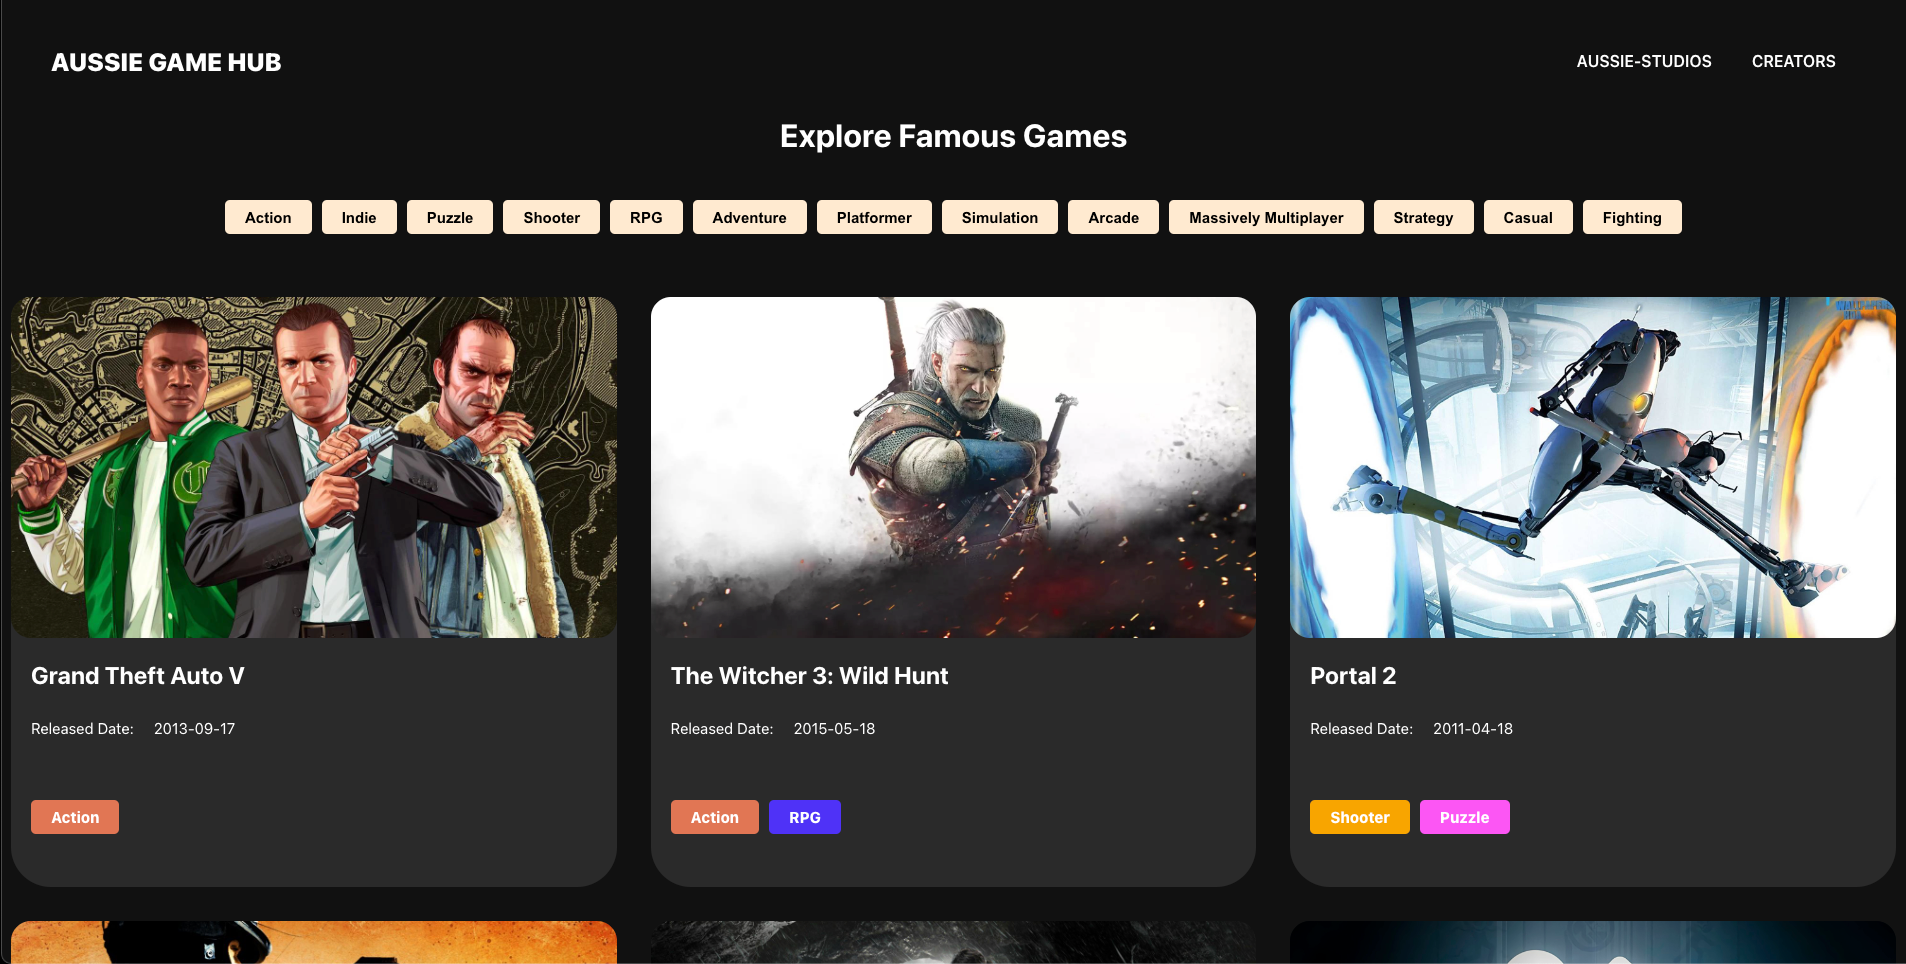 AUSSIE GAME HUB
AUSSIE-STUDIOS CREATORS
Explore Famous Games
Action Indie Puzzle Shooter RPG Adventure Platformer Simulation Arcade Massively Multiplayer Strategy Casual Fighting
Grand Theft Auto V
Released Date: 2013-09-17
Action
The Witcher 3: Wild Hunt
Released Date: 2015-05-18
Action RPG
Portal 2
Released Date: 2011-04-18
Shooter Puzzle